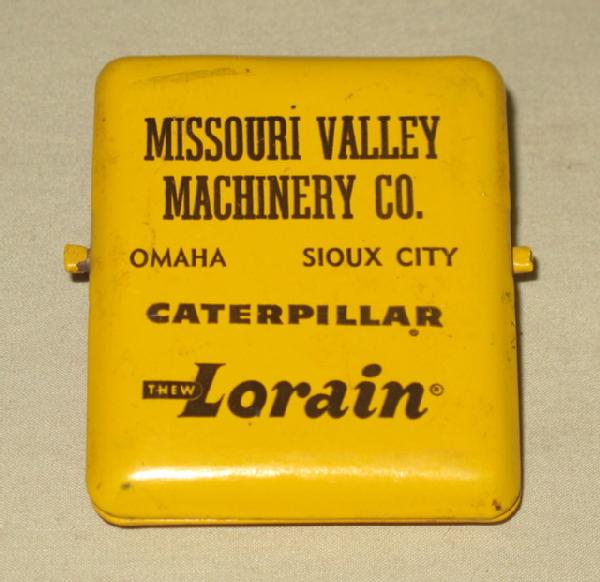 MISSOURI VALLEY
MACHINERY CO.
OMAHA SIOUX CITY
CATERPILLAR
THEW Lorain®